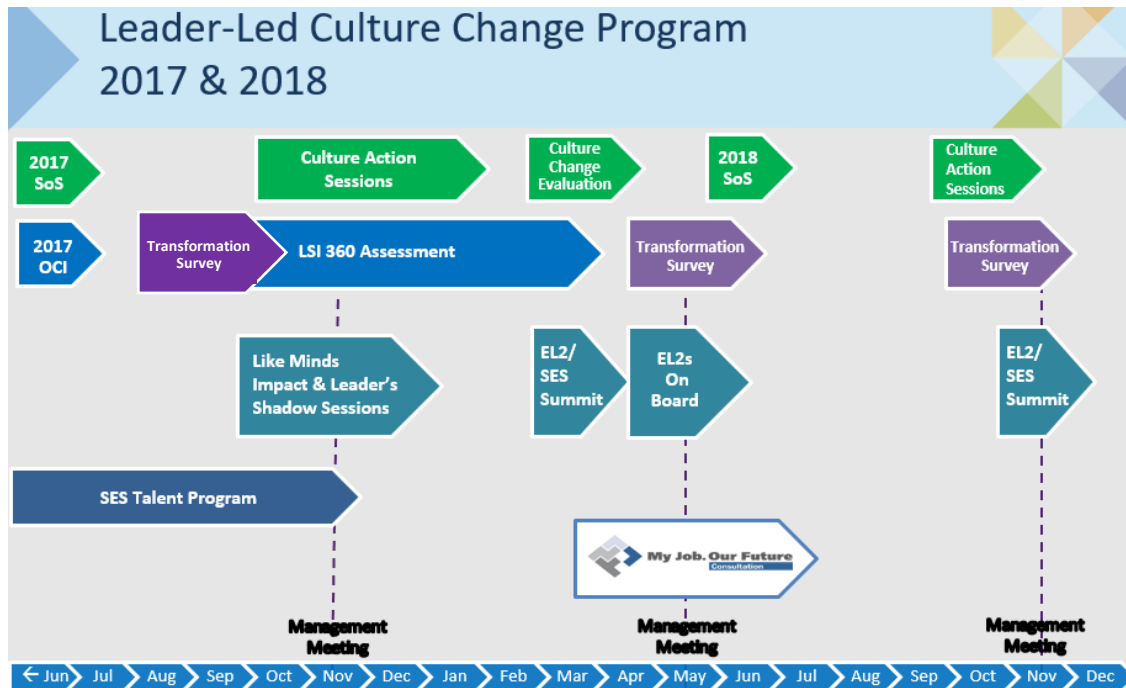 Leader-Led Culture Change Program
2017 & 2018
2017
SoS
Culture Action
Sessions
Culture
Change
Evaluation
2018
SoS
Culture
Action
Sessions
2017
OCI
Transformation
Survey
LSI 360 Assessment
Transformation
Survey
Transformation
Survey
Like Minds
Impact & Leader's
Shadow Sessions
EL2/
SES
Summit
EL2s
On
Board
EL2/
SES
Summit
SES Talent Program
My Job. Our Future
Consultation
Management
Meeting
Management
Meeting
Management
Meeting
← Jun Jul Aug Sep Oct Nov Dec Jan Feb Mar Apr May Jun Jul Aug Sep Oct Nov Dec